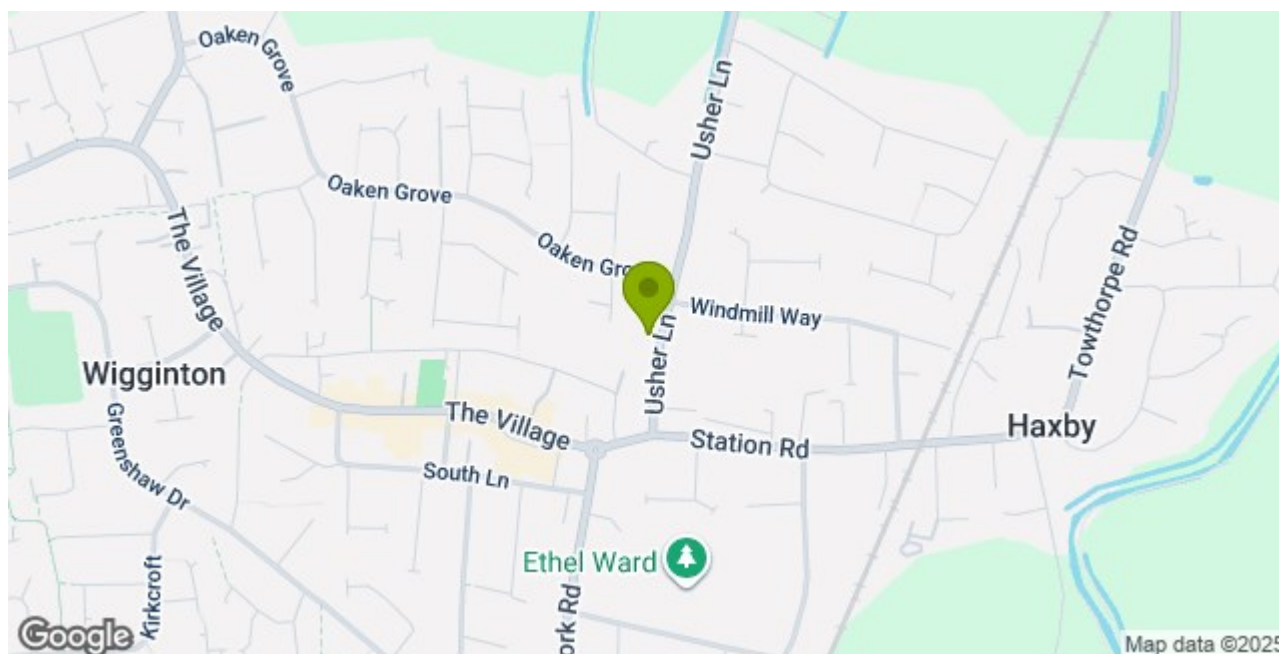 Oaken Grove
Usher Ln
Oaken Grove
The Village
Oaken Gro
Towthorpe Rd
Windmill Way
Usher Ln
Wigginton
Greenshaw Dr
The Village
Station Rd
Haxby
South Ln
Ethel Ward
Kirkcroft
ork Rd
Google
Map data ©2025